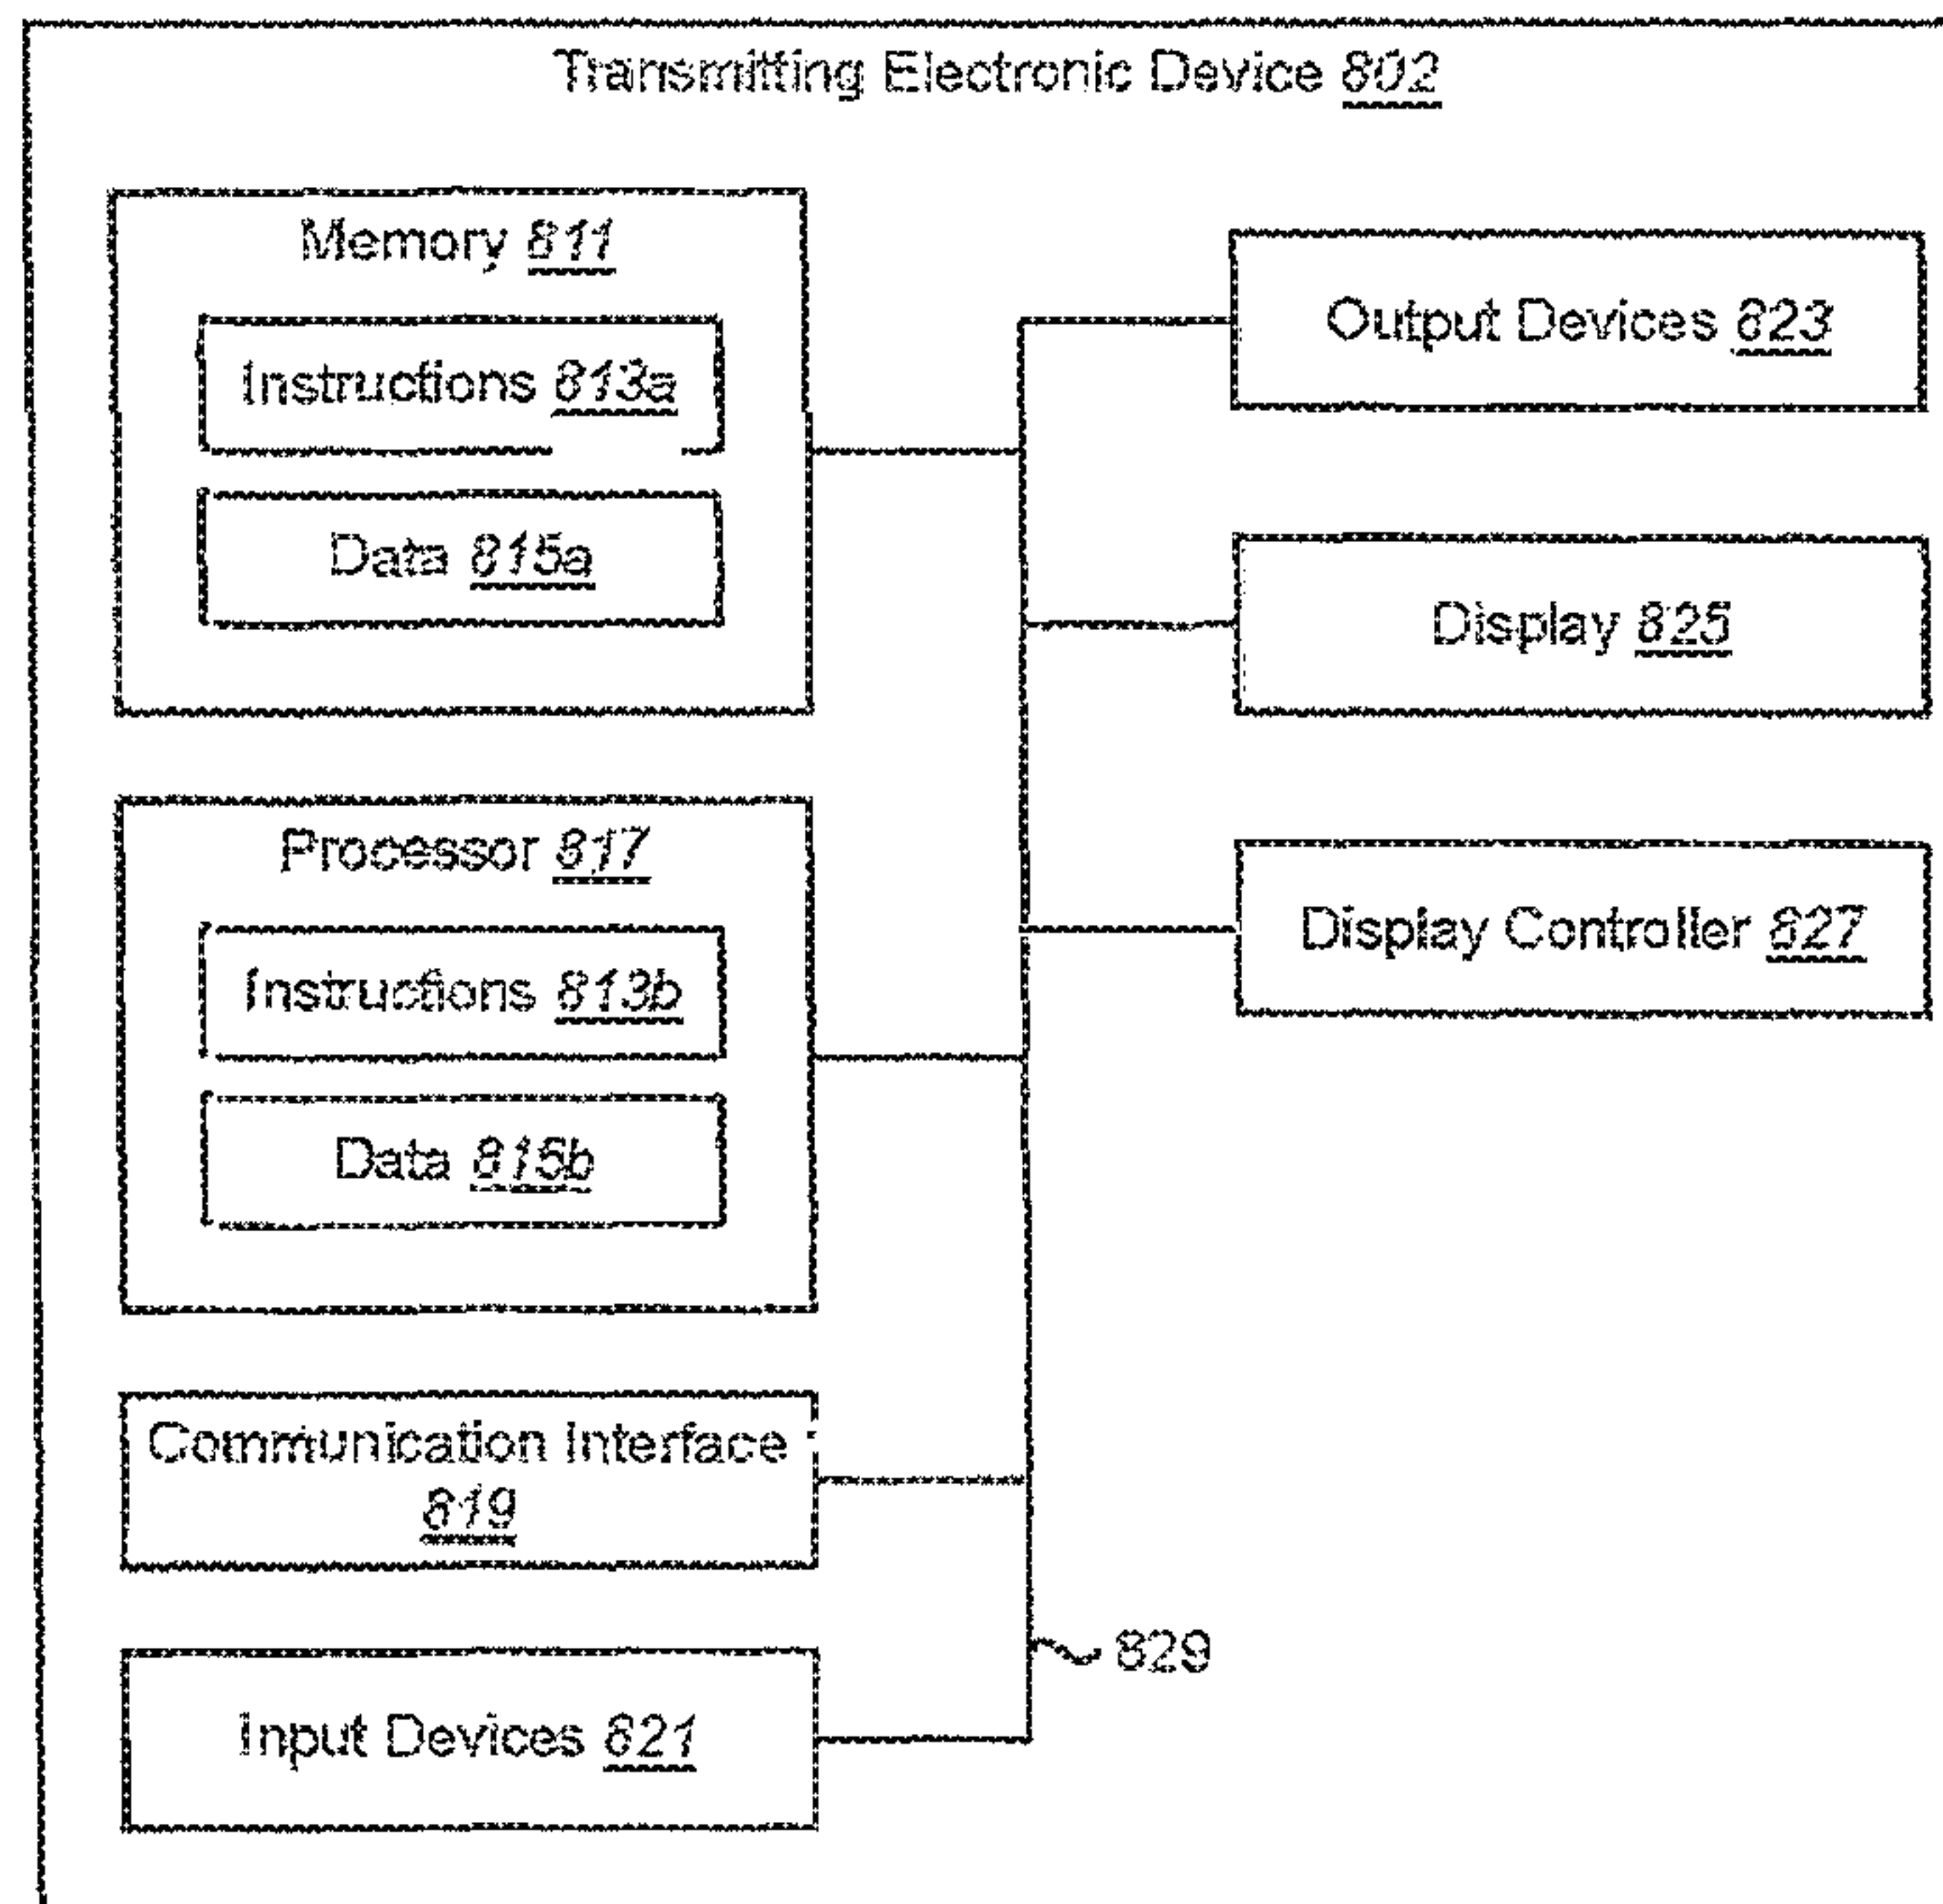 Transmitting Electronic Device 802
Memory 811
Instructions 813a
Data 815a
Processor 817
Instructions 813b
Data 815b
Communication Interface
819
Input Devices 821
Output Devices 823
Display 825
Display Controller 827
829